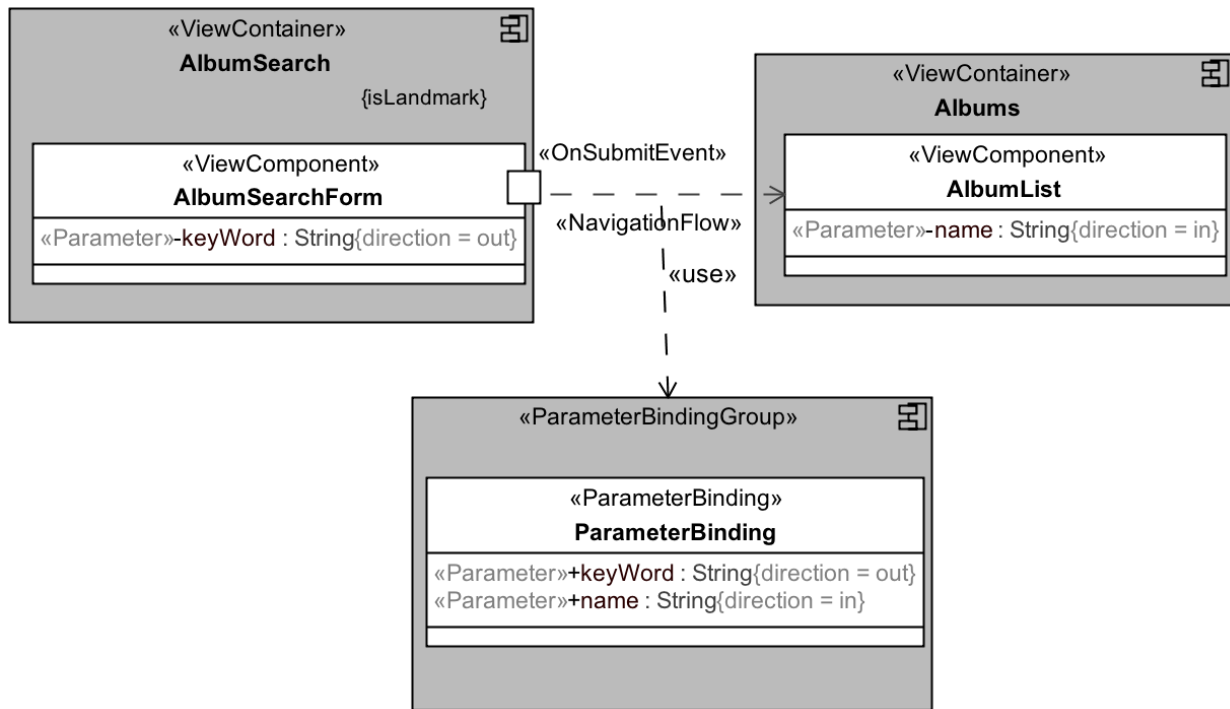 «ViewContainer»
AlbumSearch
{isLandmark}
«ViewComponent»
AlbumSearchForm
«Parameter»-keyWord : String{direction = out}
«OnSubmitEvent»
«NavigationFlow»
«use»
«ViewContainer»
Albums
«ViewComponent»
AlbumList
«Parameter»-name : String{direction = in}
«ParameterBindingGroup»
«ParameterBinding»
ParameterBinding
«Parameter»+keyWord : String{direction = out}
«Parameter»+name : String{direction = in}